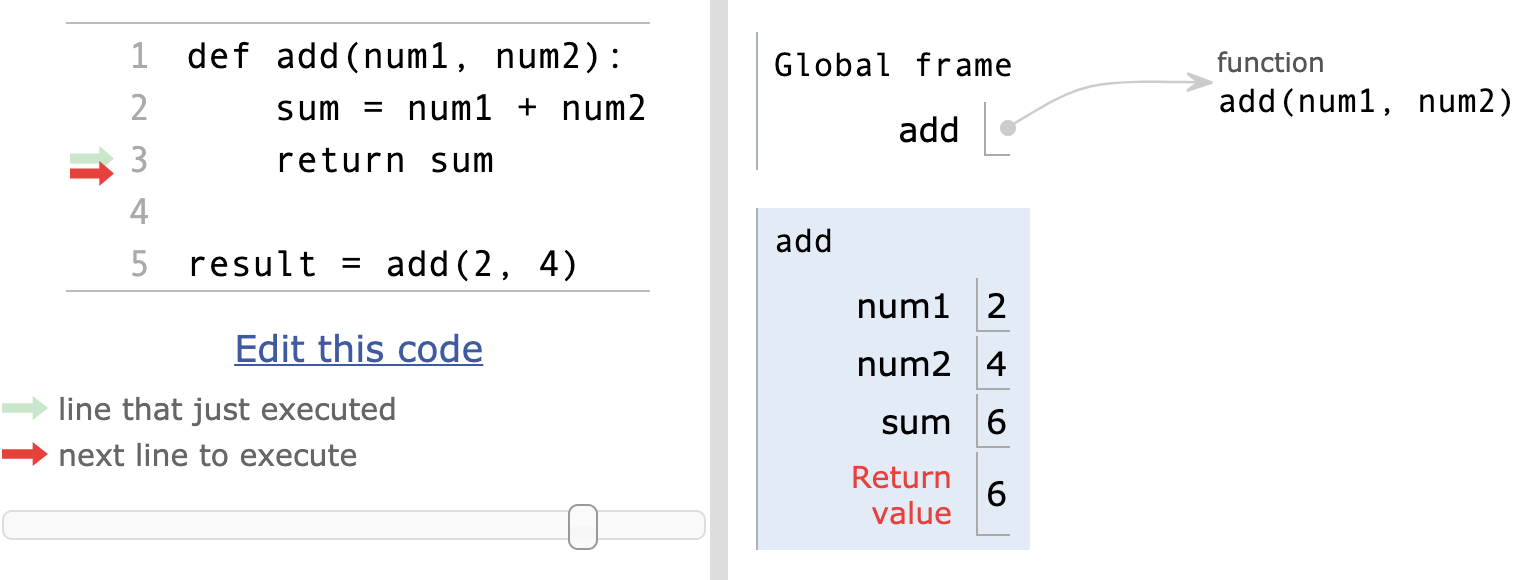 1 def add(num1, num2):
2     sum = num1 + num2
3     return sum
4
5 result = add(2, 4)
Edit this code
line that just executed
next line to execute
Global frame
add
function
add(num1, num2)
add
num1 2
num2 4
sum 6
Return
value 6